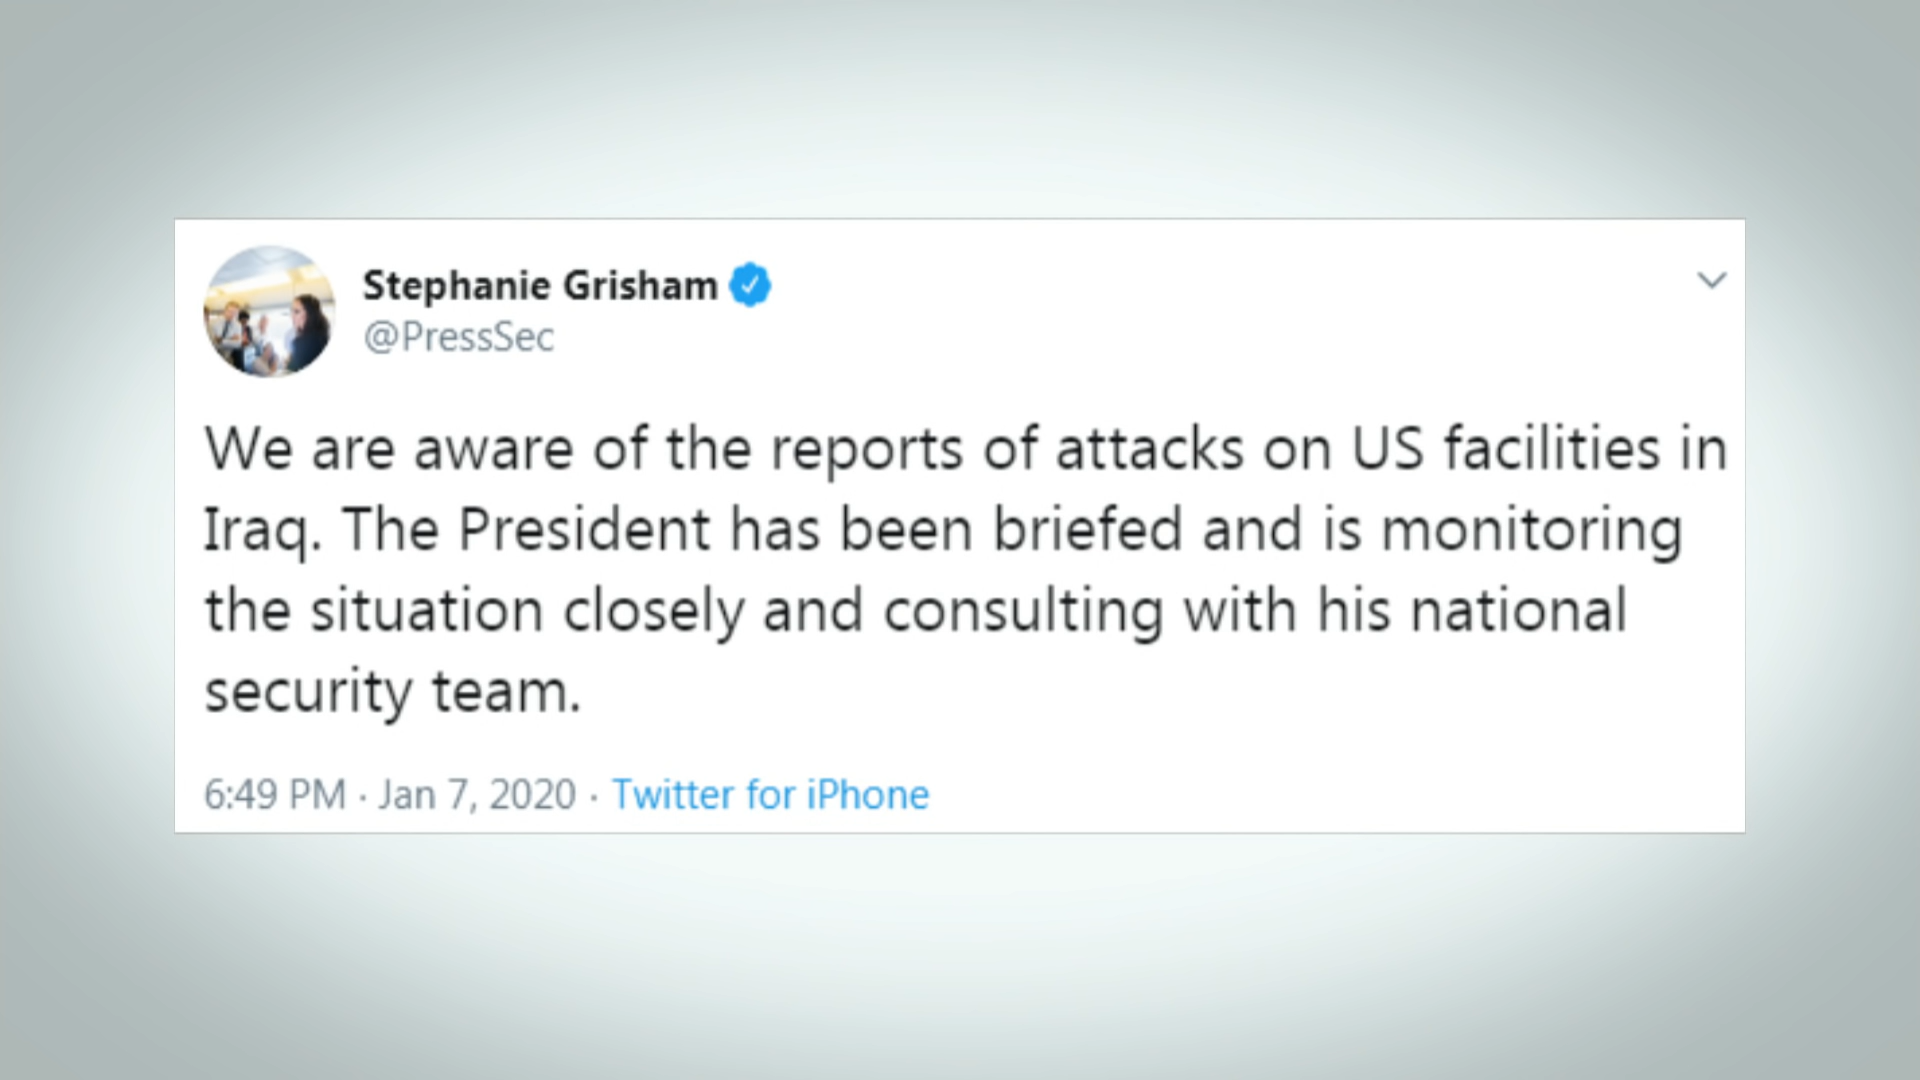 Stephanie Grisham
@PressSec
We are aware of the reports of attacks on US facilities in
Iraq. The President has been briefed and is monitoring
the situation closely and consulting with his national
security team.
6:49 PM · Jan 7, 2020 · Twitter for iPhone